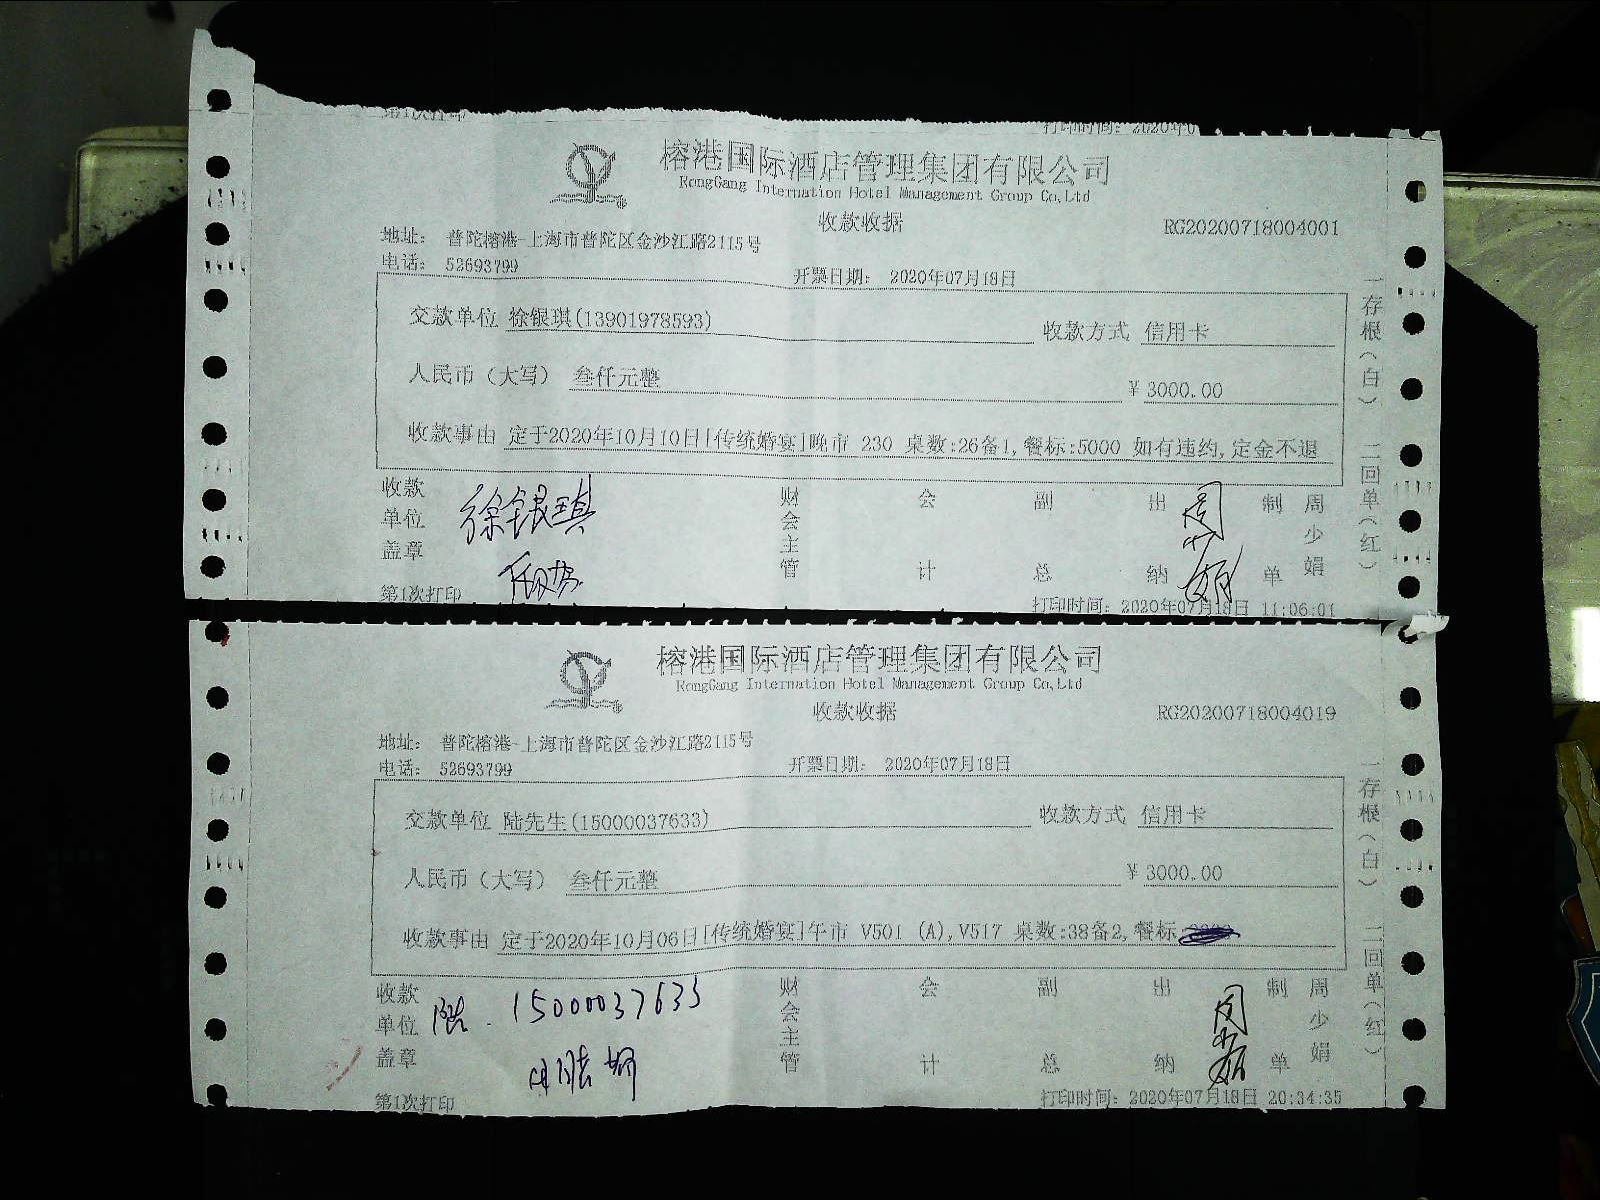 第1次打印 打印时间: 2020年0
榕港国际酒店管理集团有限公司
RongGang Internation Hotel Management Group Co,Ltd
收款收据 RG20200718004001
地址: 普陀榕港-上海市普陀区金沙江路2115号
电话: 52693799 开票日期: 2020年07月18日
交款单位 徐银琪(13901978593) 收款方式 信用卡
人民币（大写） 叁仟元整 ¥ 3000.00
收款事由 定于2020年10月10日[传统婚宴]晚市 230 桌数:26备1,餐标:5000 如有违约,定金不退
收款单位盖章 徐银琪 财会主管 会计 副总 出纳 周少娟 制单 周少娟
一存根（白） 二回单（红）
第1次打印 打印时间: 2020年07月18日 11:06:01
榕港国际酒店管理集团有限公司
RongGang Internation Hotel Management Group Co,Ltd
收款收据 RG20200718004019
地址: 普陀榕港-上海市普陀区金沙江路2115号
电话: 52693799 开票日期: 2020年07月18日
交款单位 陆先生(15000037633) 收款方式 信用卡
人民币（大写） 叁仟元整 ¥ 3000.00
收款事由 定于2020年10月06日[传统婚宴]午市 V501 (A),V517 桌数:38备2,餐标:
收款单位盖章 陆. 15000037633 财会主管 会计 副总 出纳 周少娟 制单 周少娟
一存根（白） 二回单（红）
第1次打印 打印时间: 2020年07月18日 20:34:35